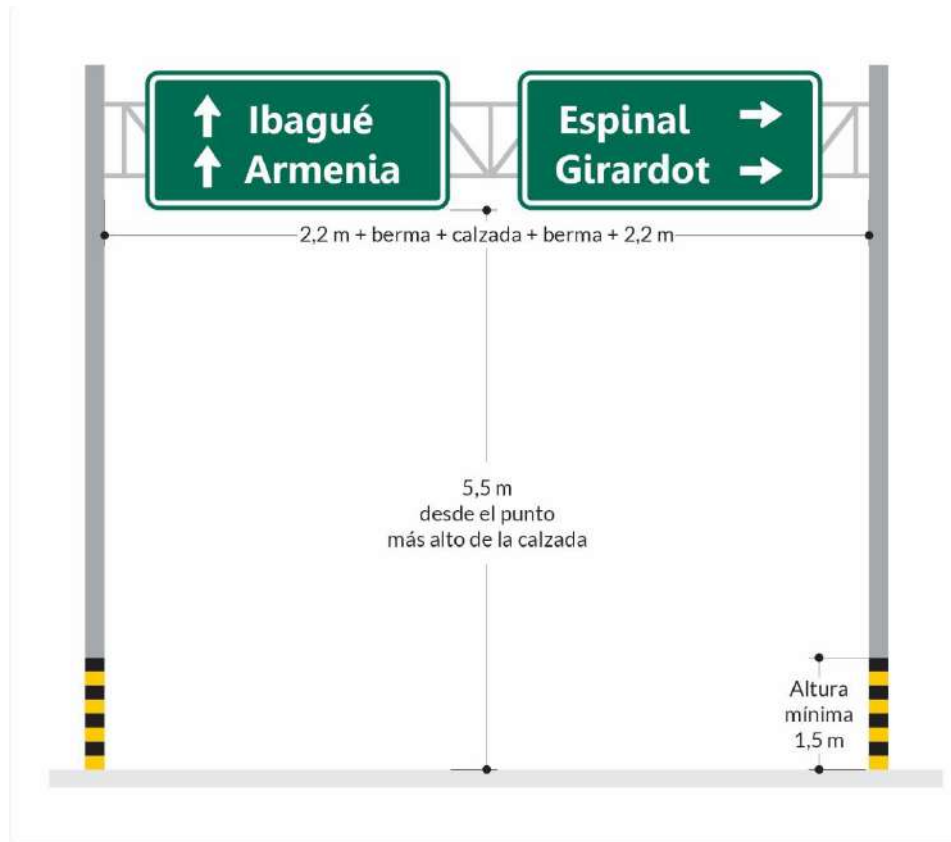 Ibagué
Armenia
Espinal
Girardot
2,2 m + berma + calzada + berma + 2,2 m
5,5 m
desde el punto
más alto de la calzada
Altura
mínima
1,5 m